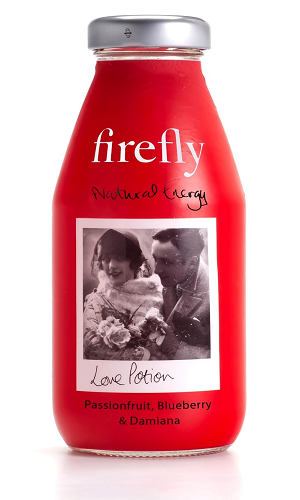 firefly
Natural Energy
Love Potion
Passionfruit, Blueberry
& Damiana